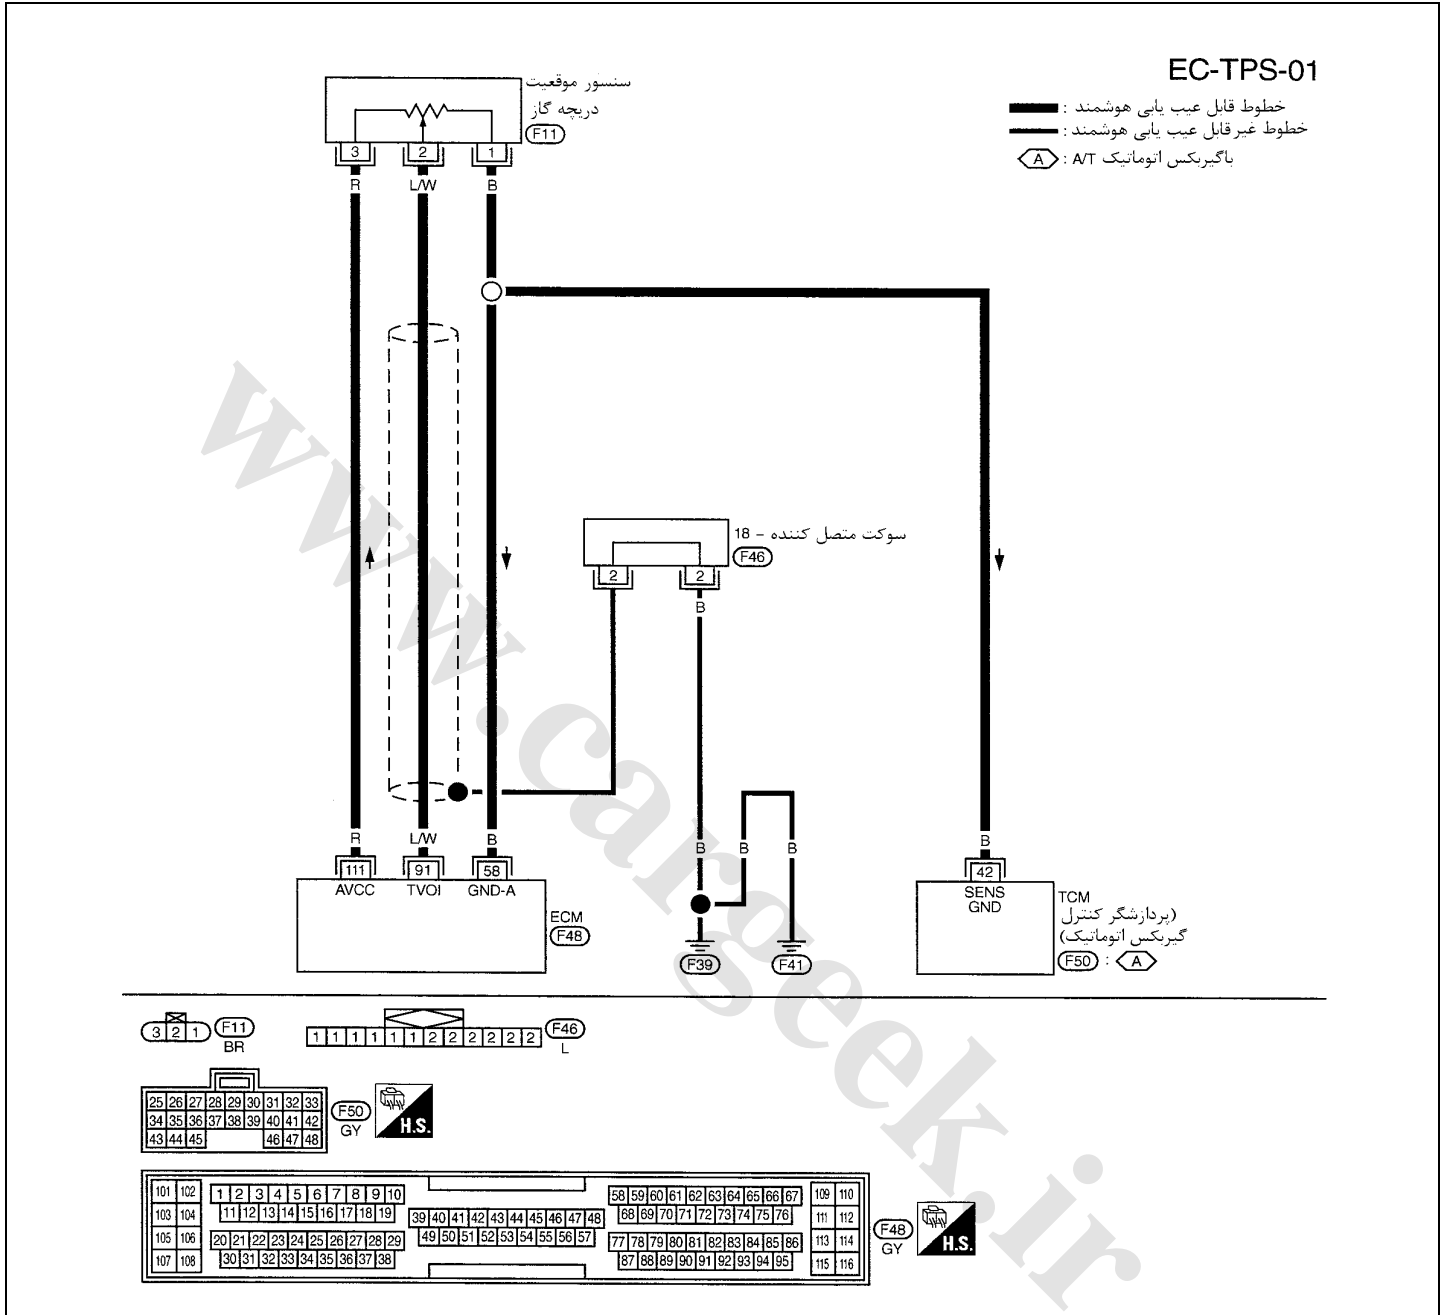 EC-TPS-01
خطوط قابل عیب یابی هوشمند :
خطوط غیر قابل عیب یابی هوشمند :
A : A/T باگیربکس اتوماتیک
سنسور موقعیت
دریچه گاز
F11
3 2 1
R L/W B
سوکت متصل کننده - 18
F46
2 2
B
R L/W B
B B B
B
111 91 58
AVCC TVOI GND-A
ECM
F48
F39 F41
42
SENS
GND
TCM
(پردازشگر کنترل
گیربکس اتوماتیک)
F50 : A
3 2 1
F11
BR
1 1 1 1 1 1 2 2 2 2 2 2
F46
L
25 26 27 28 29 30 31 32 33
34 35 36 37 38 39 40 41 42
43 44 45 46 47 48
F50
GY
H.S.
101 102
103 104
105 106
107 108
1 2 3 4 5 6 7 8 9 10
11 12 13 14 15 16 17 18 19
20 21 22 23 24 25 26 27 28 29
30 31 32 33 34 35 36 37 38
39 40 41 42 43 44 45 46 47 48
49 50 51 52 53 54 55 56 57
58 59 60 61 62 63 64 65 66 67
68 69 70 71 72 73 74 75 76
77 78 79 80 81 82 83 84 85 86
87 88 89 90 91 92 93 94 95
109 110
111 112
113 114
115 116
F48
GY
H.S.
www.cargeek.ir